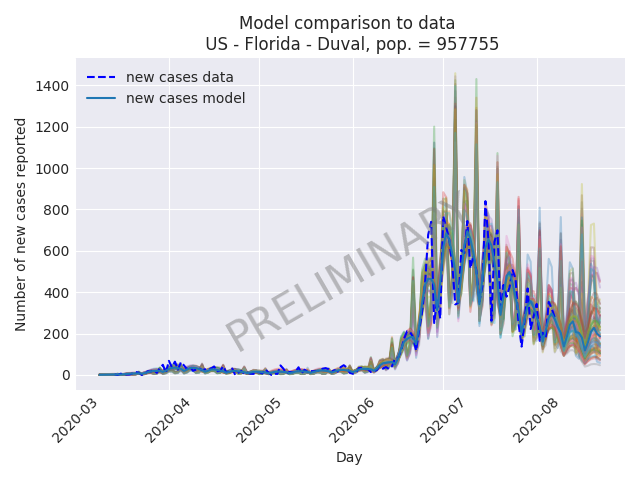 Model comparison to data
US - Florida - Duval, pop. = 957755
new cases data
new cases model
Number of new cases reported
1400
1200
1000
800
600
400
200
0
PRELIMINARY
2020-03
2020-04
2020-05
2020-06
2020-07
2020-08
Day